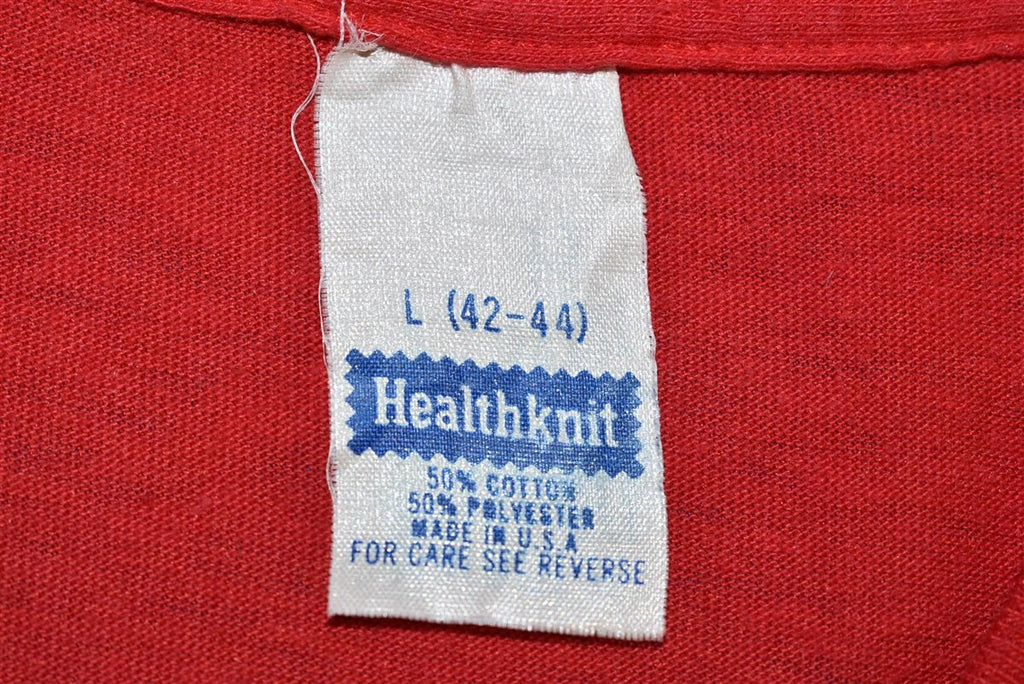 L (42-44)
Healthknit
50% COTTON
50% POLYESTER
MADE IN U.S.A
FOR CARE SEE REVERSE